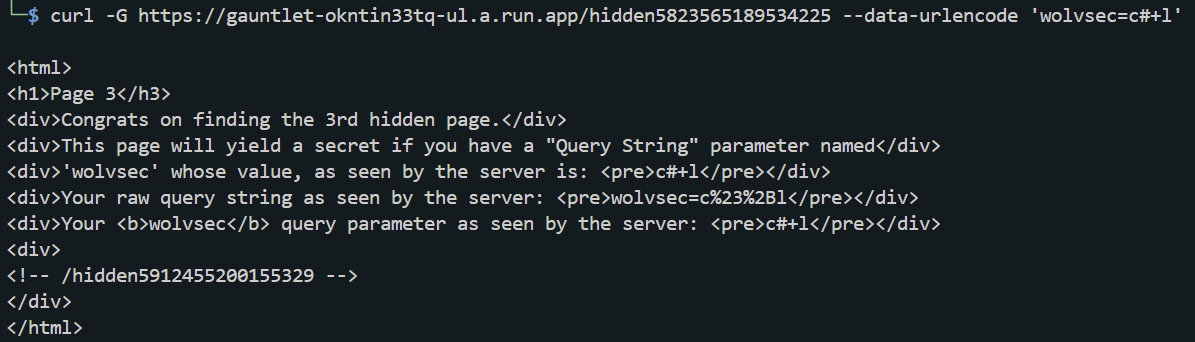 $ curl -G https://gauntlet-okntin33tq-ul.a.run.app/hidden5823565189534225 --data-urlencode 'wolvsec=c#+l'
<html>
<h1>Page 3</h3>
<div>Congrats on finding the 3rd hidden page.</div>
<div>This page will yield a secret if you have a "Query String" parameter named</div>
<div>'wolvsec' whose value, as seen by the server is: <pre>c#+l</pre></div>
<div>Your raw query string as seen by the server: <pre>wolvsec=c%23%2Bl</pre></div>
<div>Your <b>wolvsec</b> query parameter as seen by the server: <pre>c#+l</pre></div>
<div>
<!-- /hidden5912455200155329 -->
</div>
</html>